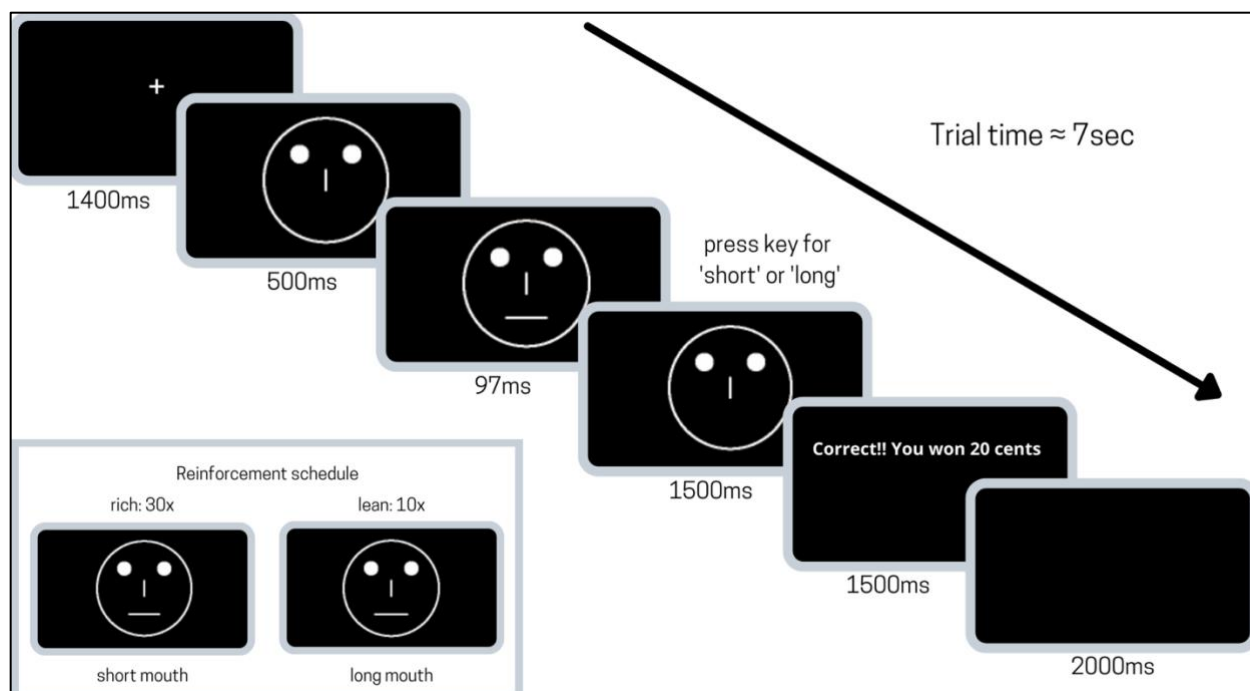 Trial time ≈ 7sec
1400ms
500ms
97ms
press key for
'short' or 'long'
1500ms
Correct!! You won 20 cents
1500ms
2000ms
Reinforcement schedule
rich: 30x
lean: 10x
short mouth
long mouth